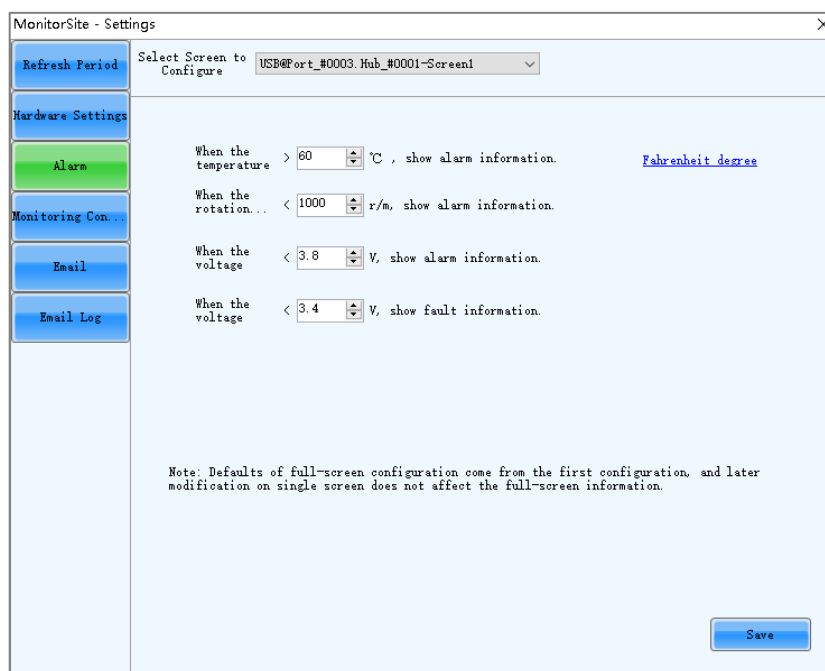 MonitorSite - Settings
Refresh Period
Select Screen to
Configure
USB@Port_#0003.Hub_#0001-Screen1
Hardware Settings
Alarm
When the
temperature
> 60 ℃ , show alarm information.
Fahrenheit degree
When the
rotation...
< 1000 r/m, show alarm information.
Monitoring Con...
When the
voltage
< 3.8 V, show alarm information.
Email
When the
voltage
< 3.4 V, show fault information.
Email Log
Note: Defaults of full-screen configuration come from the first configuration, and later
modification on single screen does not affect the full-screen information.
Save